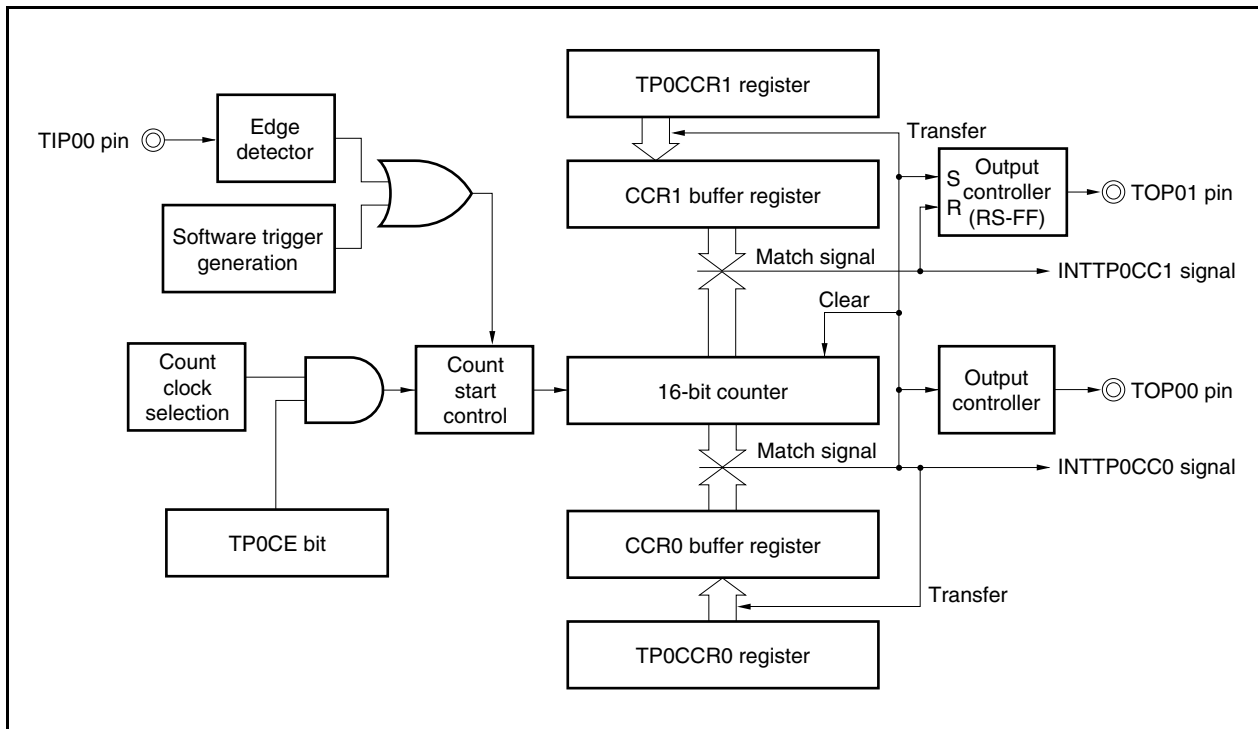 TP0CCR1 register
TIP00 pin
Edge
detector
Transfer
S
R
Output
controller
(RS-FF)
TOP01 pin
CCR1 buffer register
Software trigger
generation
Match signal
INTTP0CC1 signal
Clear
Count
clock
selection
Count
start
control
16-bit counter
Output
controller
TOP00 pin
Match signal
INTTP0CC0 signal
TP0CE bit
CCR0 buffer register
Transfer
TP0CCR0 register